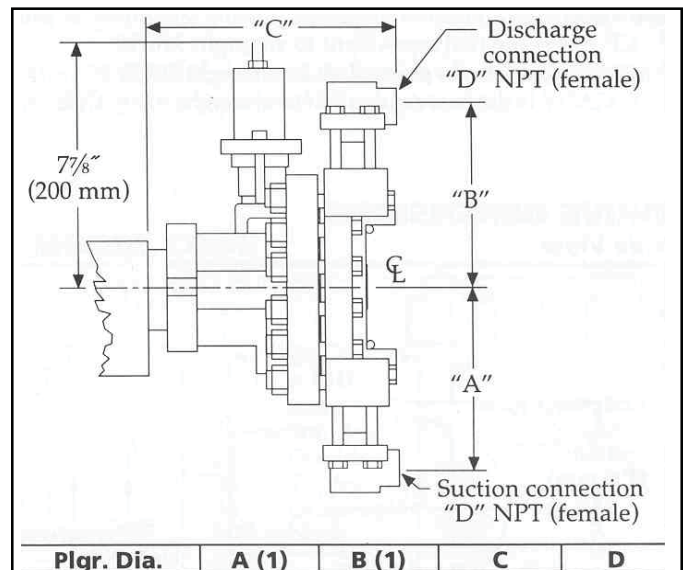 “C”
Discharge
connection
“D” NPT (female)
7⅞″
(200 mm)
“B”
℄
“A”
Suction connection
“D” NPT (female)
Plgr. Dia. A (1) B (1) C D